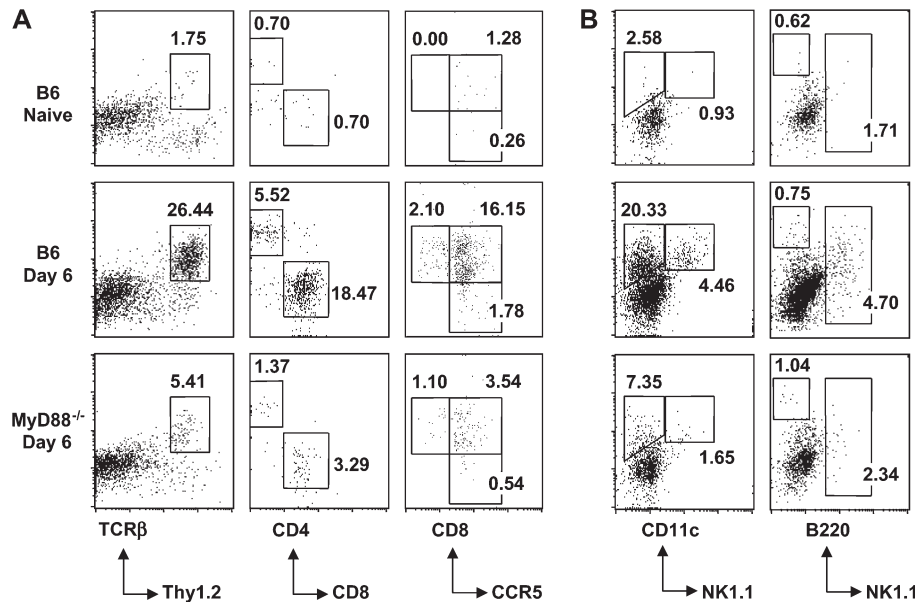 A
B
0.70
1.75
0.00 1.28
2.58
0.62
B6
Naive
0.70
0.26
0.93
1.71
26.44
5.52
2.10 16.15
20.33
0.75
B6
Day 6
18.47
1.78
4.46
4.70
5.41
1.37
1.10 3.54
7.35
1.04
MyD88-/-
Day 6
3.29
0.54
1.65
2.34
TCRβ
CD4
CD8
CD11c
B220
Thy1.2
CD8
CCR5
NK1.1
NK1.1